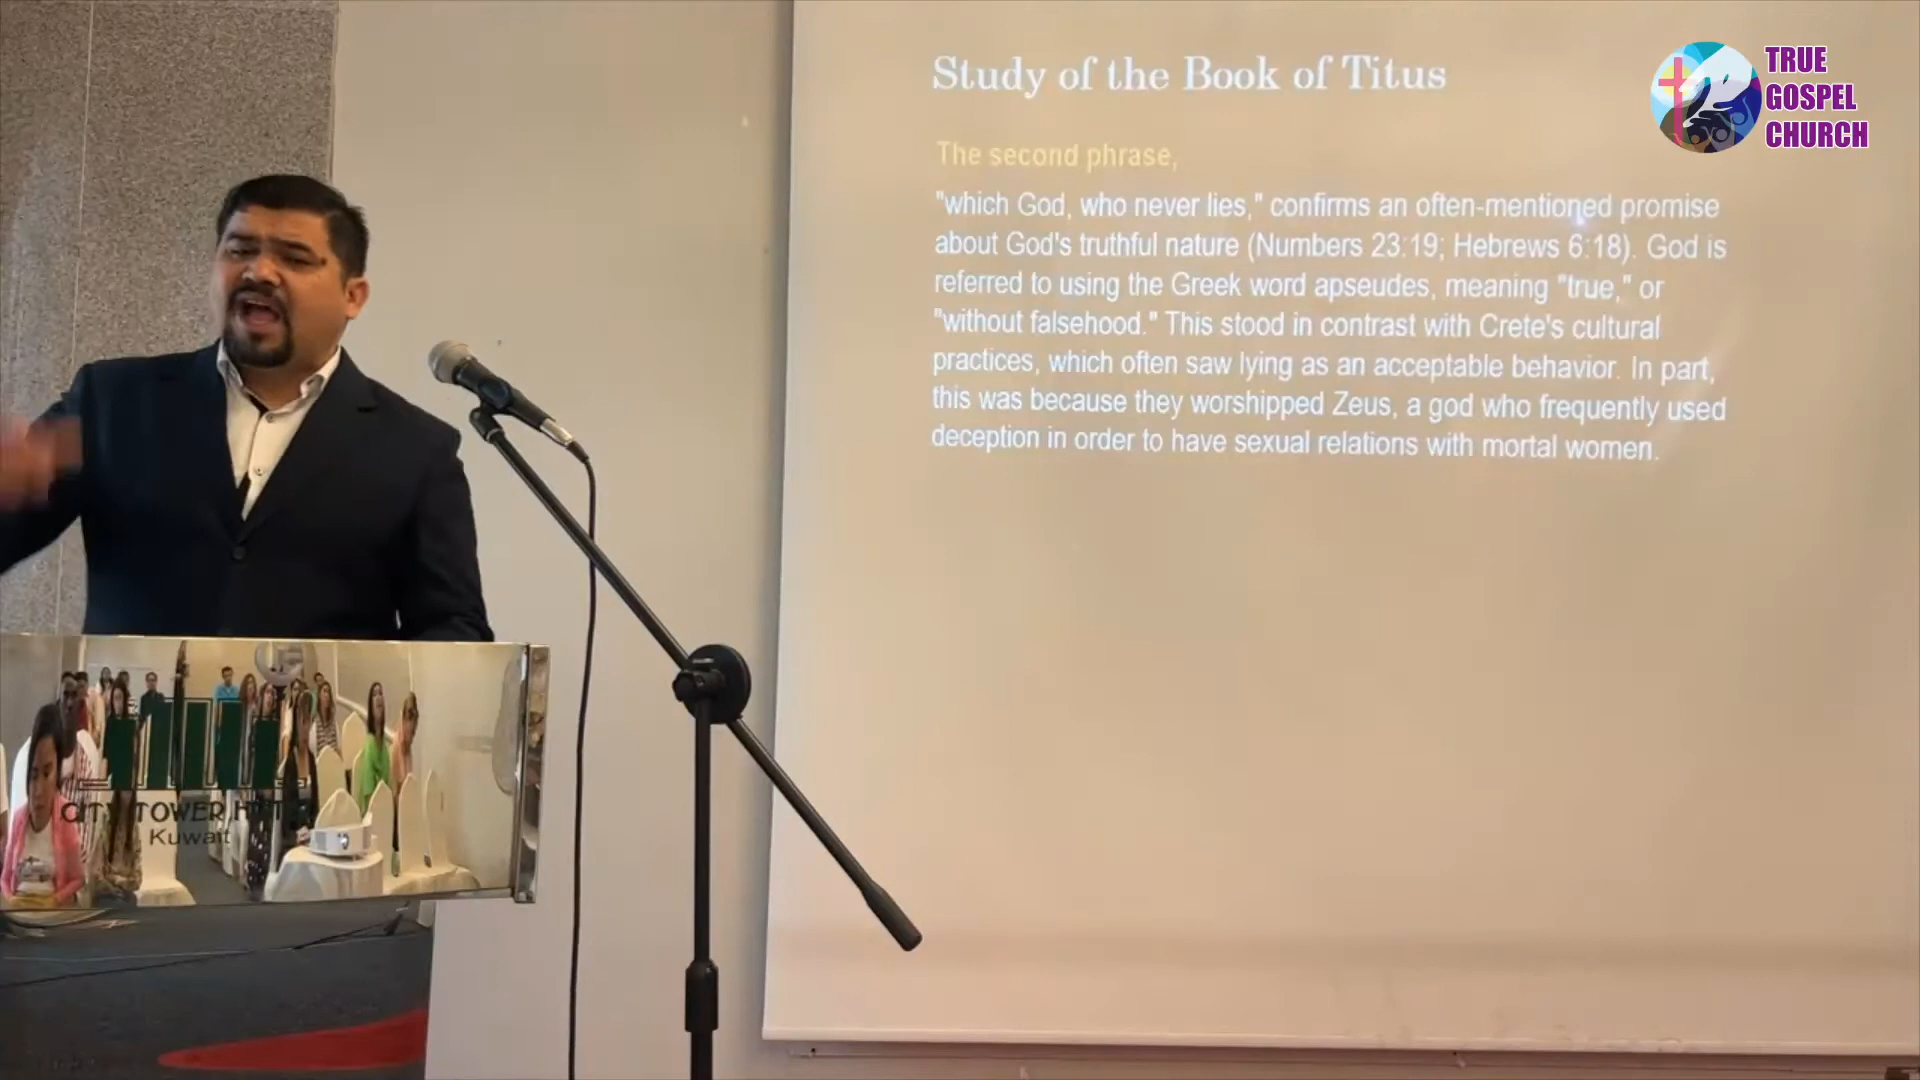 Study of the Book of Titus
TRUE
GOSPEL
CHURCH
The second phrase,
"which God, who never lies," confirms an often-mentioned promise
about God's truthful nature (Numbers 23:19; Hebrews 6:18). God is
referred to using the Greek word apseudes, meaning "true," or
"without falsehood." This stood in contrast with Crete's cultural
practices, which often saw lying as an acceptable behavior. In part,
this was because they worshipped Zeus, a god who frequently used
deception in order to have sexual relations with mortal women.
CITY TOWER
Kuwait